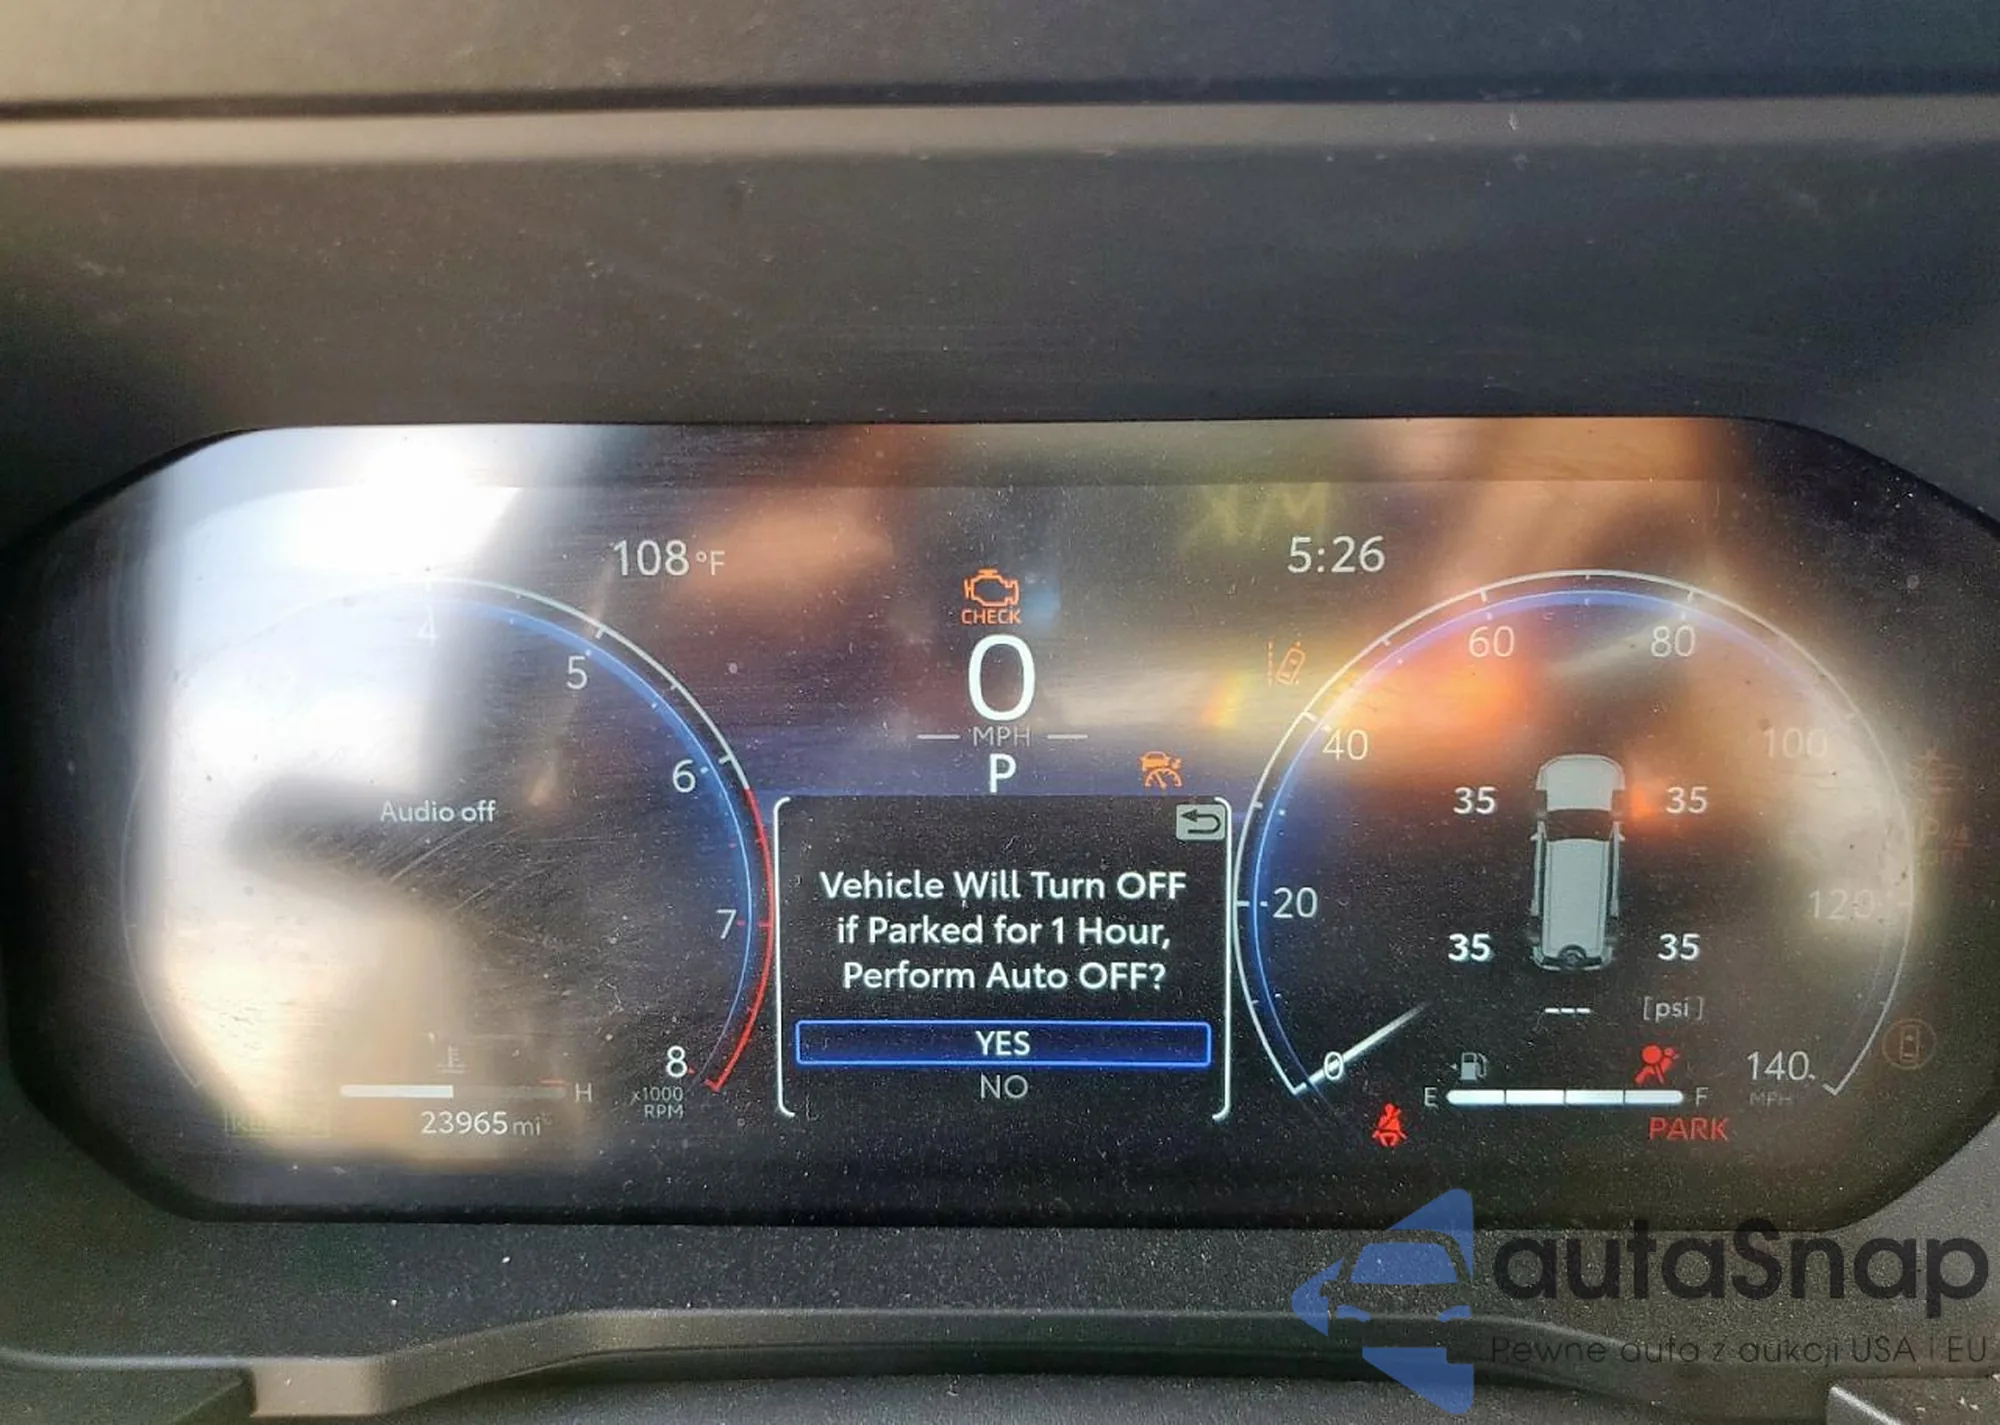 108°F
5:26
CHECK
0
MPH
P
4
5
6
7
8
x1000
RPM
Audio off
H
23965 mi
Vehicle Will Turn OFF
if Parked for 1 Hour,
Perform Auto OFF?
YES
NO
0
20
40
60
80
100
120
140
MPH
35
35
35
35
---
[psi]
E
F
PARK
autaSnap
Pewne auta z aukcji USA i EU